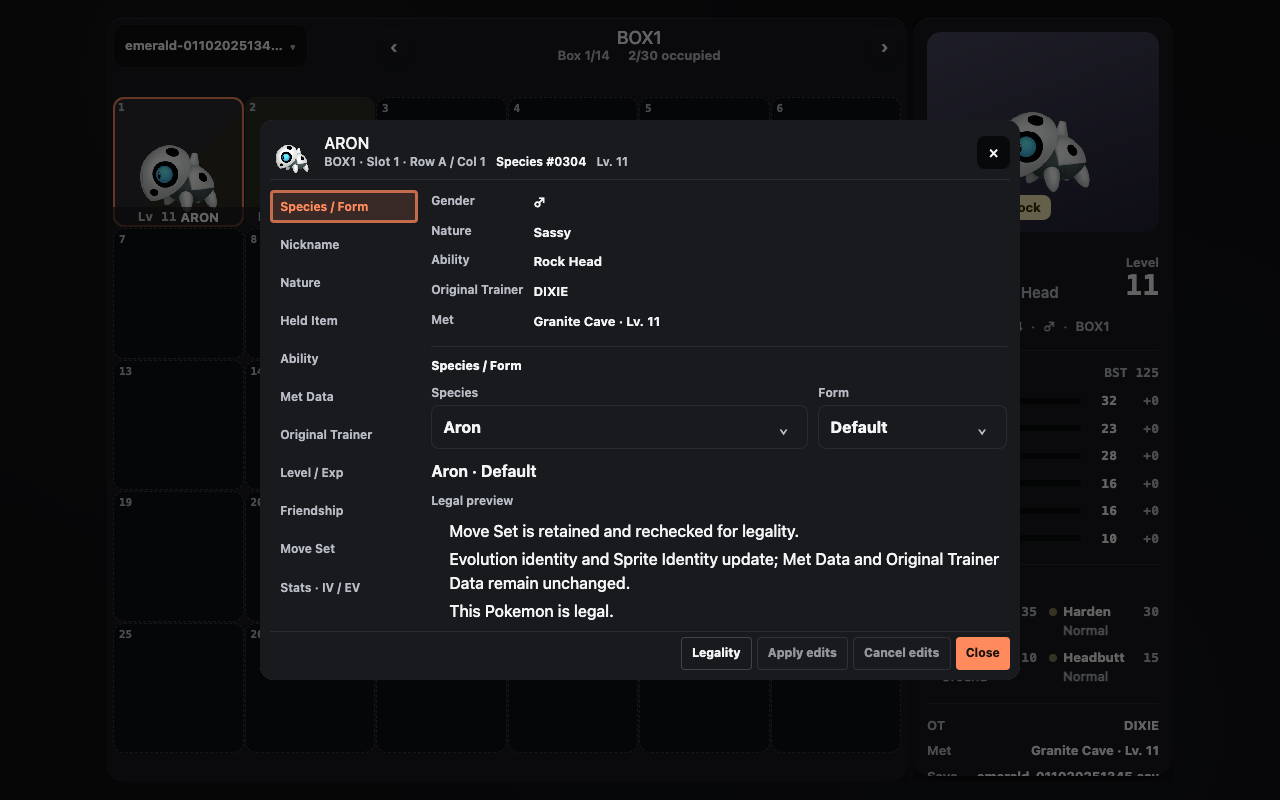 emerald-01102025134... ▾
‹
BOX1
›
Box 1/14 2/30 occupied
1
2
3
4
5
6
Lv 11 ARON
7
8
13
19
25
ARON
BOX1 · Slot 1 · Row A / Col 1 Species #0304 Lv. 11
×
Species / Form
Nickname
Nature
Held Item
Ability
Met Data
Original Trainer
Level / Exp
Friendship
Move Set
Stats · IV / EV
Gender ♂
Nature Sassy
Ability Rock Head
Original Trainer DIXIE
Met Granite Cave · Lv. 11
Species / Form
Species Form
Aron Default
Aron · Default
Legal preview
Move Set is retained and rechecked for legality.
Evolution identity and Sprite Identity update; Met Data and Original Trainer
Data remain unchanged.
This Pokemon is legal.
Legality Apply edits Cancel edits Close
Level
Head 11
· ♂ · BOX1
BST 125
32 +0
23 +0
28 +0
16 +0
16 +0
10 +0
35 Harden 30
Normal
10 Headbutt 15
Normal
OT DIXIE
Met Granite Cave · Lv. 11